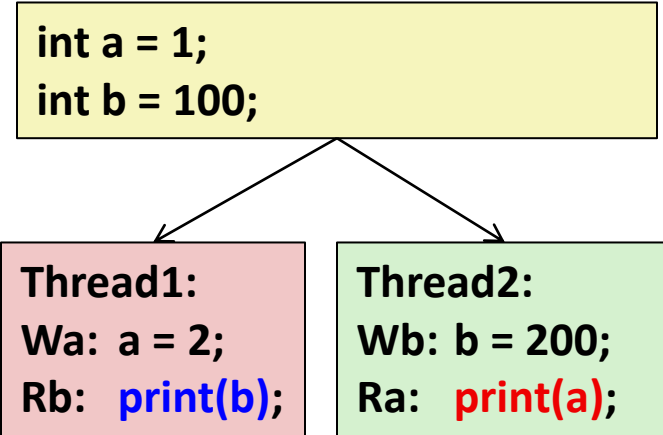 int a = 1;
int b = 100;
Thread1:
Wa: a = 2;
Rb: print(b);
Thread2:
Wb: b = 200;
Ra: print(a);